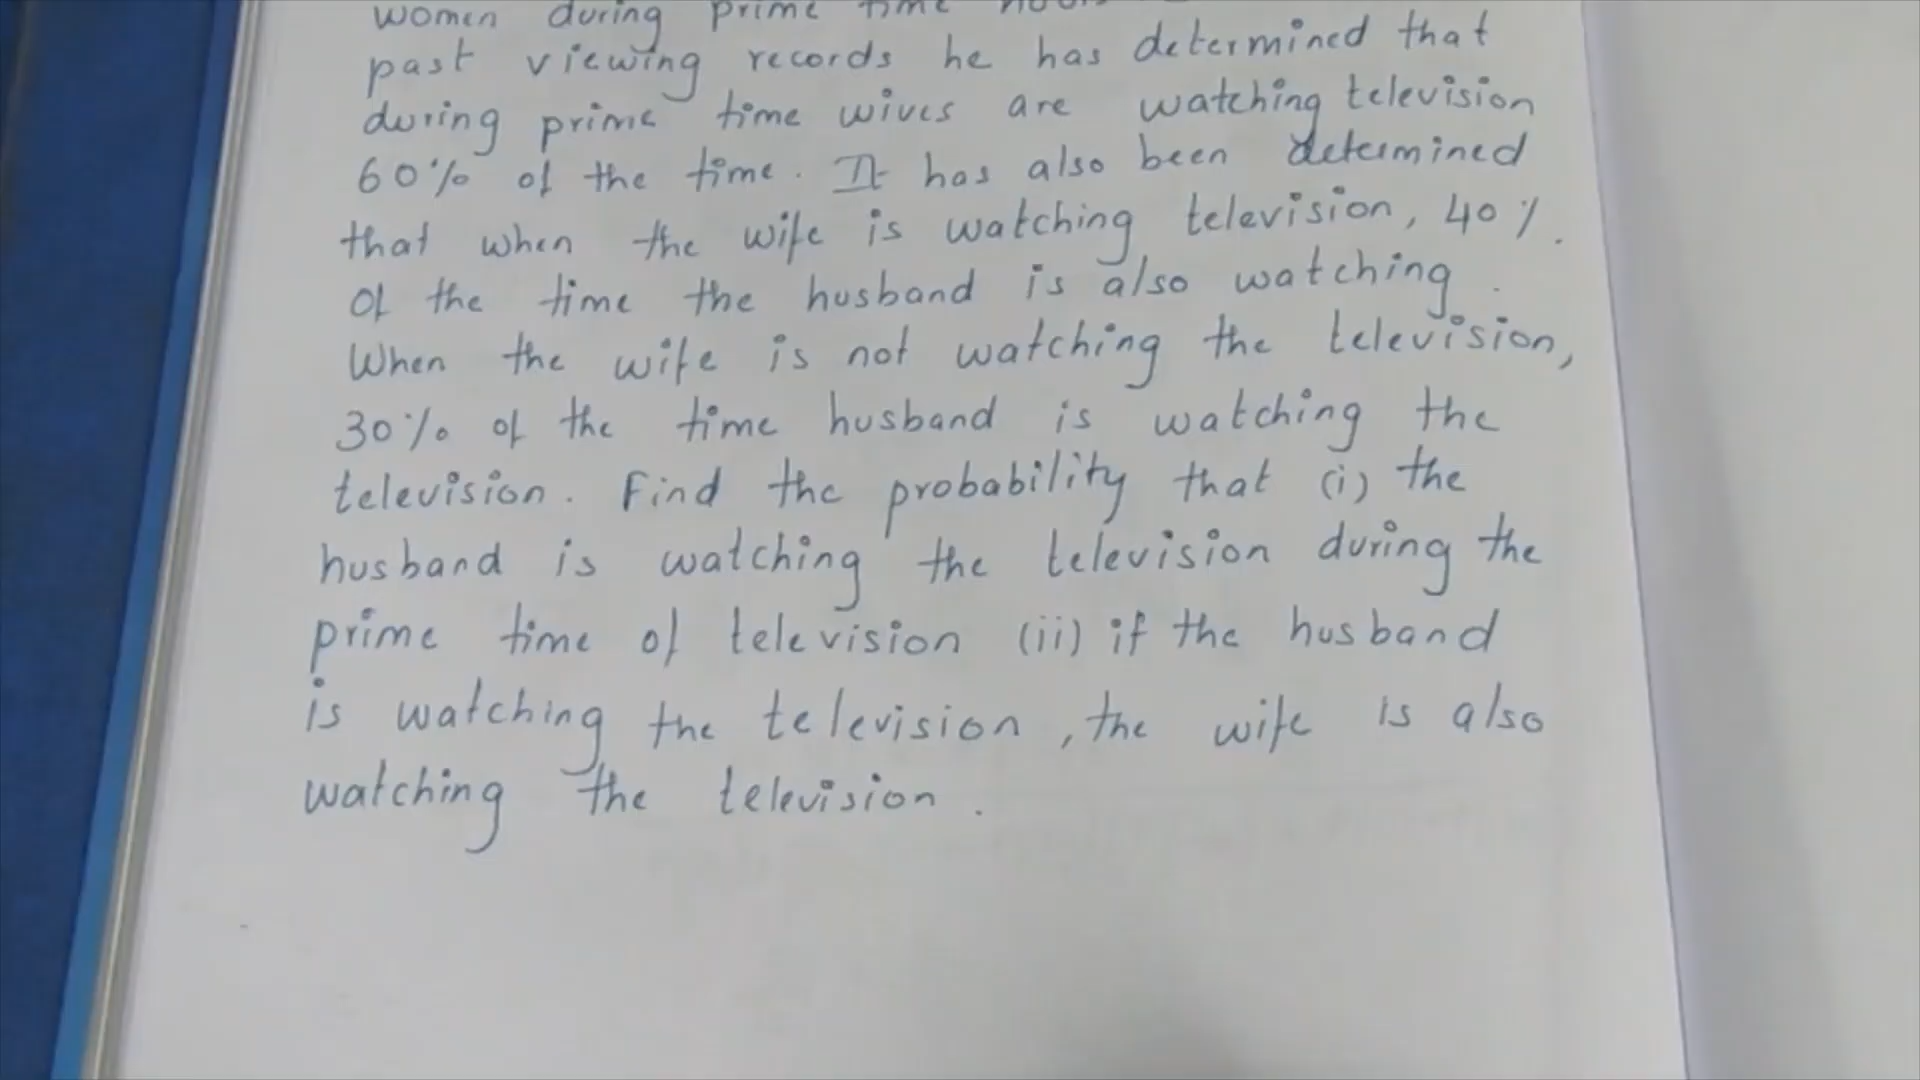 women during prime time
past viewing records he has determined that
during prime time wives are watching television
60% of the time. It has also been determined
that when the wife is watching television, 40%.
of the time the husband is also watching.
When the wife is not watching the television,
30% of the time husband is watching the
television. Find the probability that (i) the
husband is watching the television during the
prime time of television (ii) if the husband
is watching the television, the wife is also
watching the television.